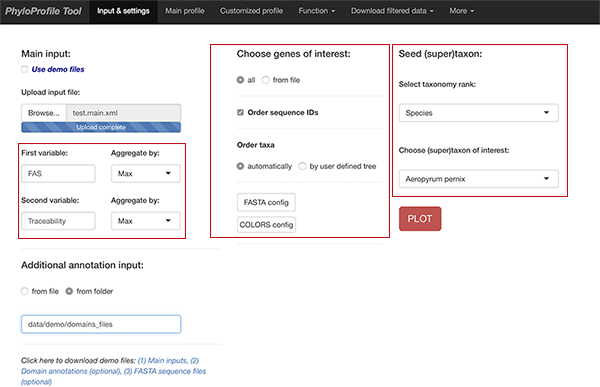 PhyloProfile Tool
Input & settings
Main profile
Customized profile
Function
Download filtered data
More
Main input:
Use demo files
Upload input file:
Browse...
test.main.xml
Upload complete
First variable:
Aggregate by:
FAS
Max
Second variable:
Aggregate by:
Traceability
Max
Additional annotation input:
from file
from folder
data/demo/domains_files
Click here to download demo files: (1) Main inputs, (2)
Domain annotations (optional), (3) FASTA sequence files
(optional)
Choose genes of interest:
all
from file
Order sequence IDs
Order taxa
automatically
by user defined tree
FASTA config
COLORS config
Seed (super)taxon:
Select taxonomy rank:
Species
Choose (super)taxon of interest:
Aeropyrum pernix
PLOT